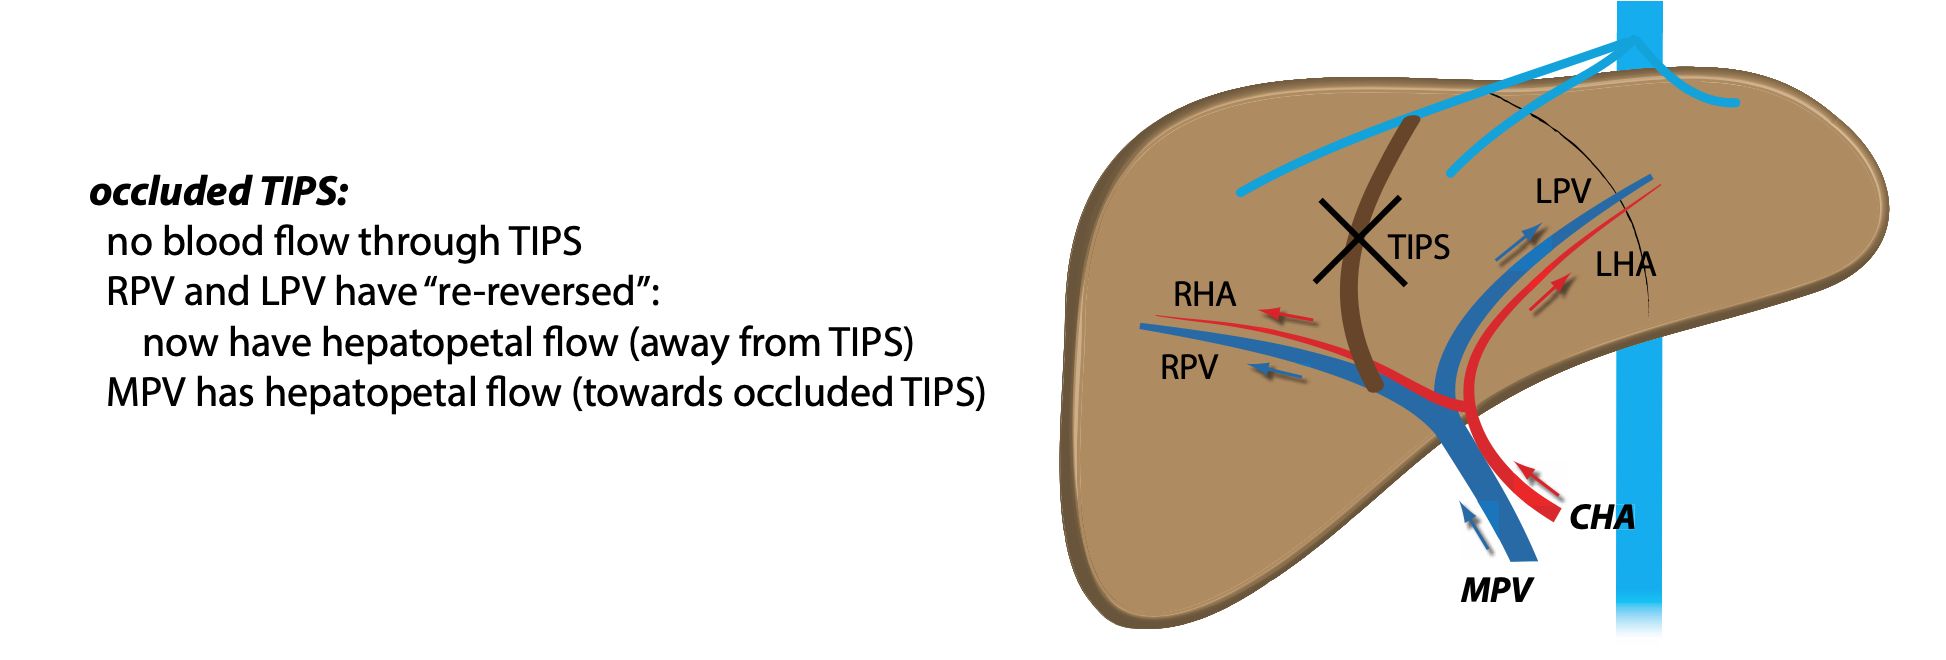 occluded TIPS:
no blood flow through TIPS
RPV and LPV have “re-reversed”:
now have hepatopetal flow (away from TIPS)
MPV has hepatopetal flow (towards occluded TIPS)
LPV
TIPS
LHA
RHA
RPV
CHA
MPV